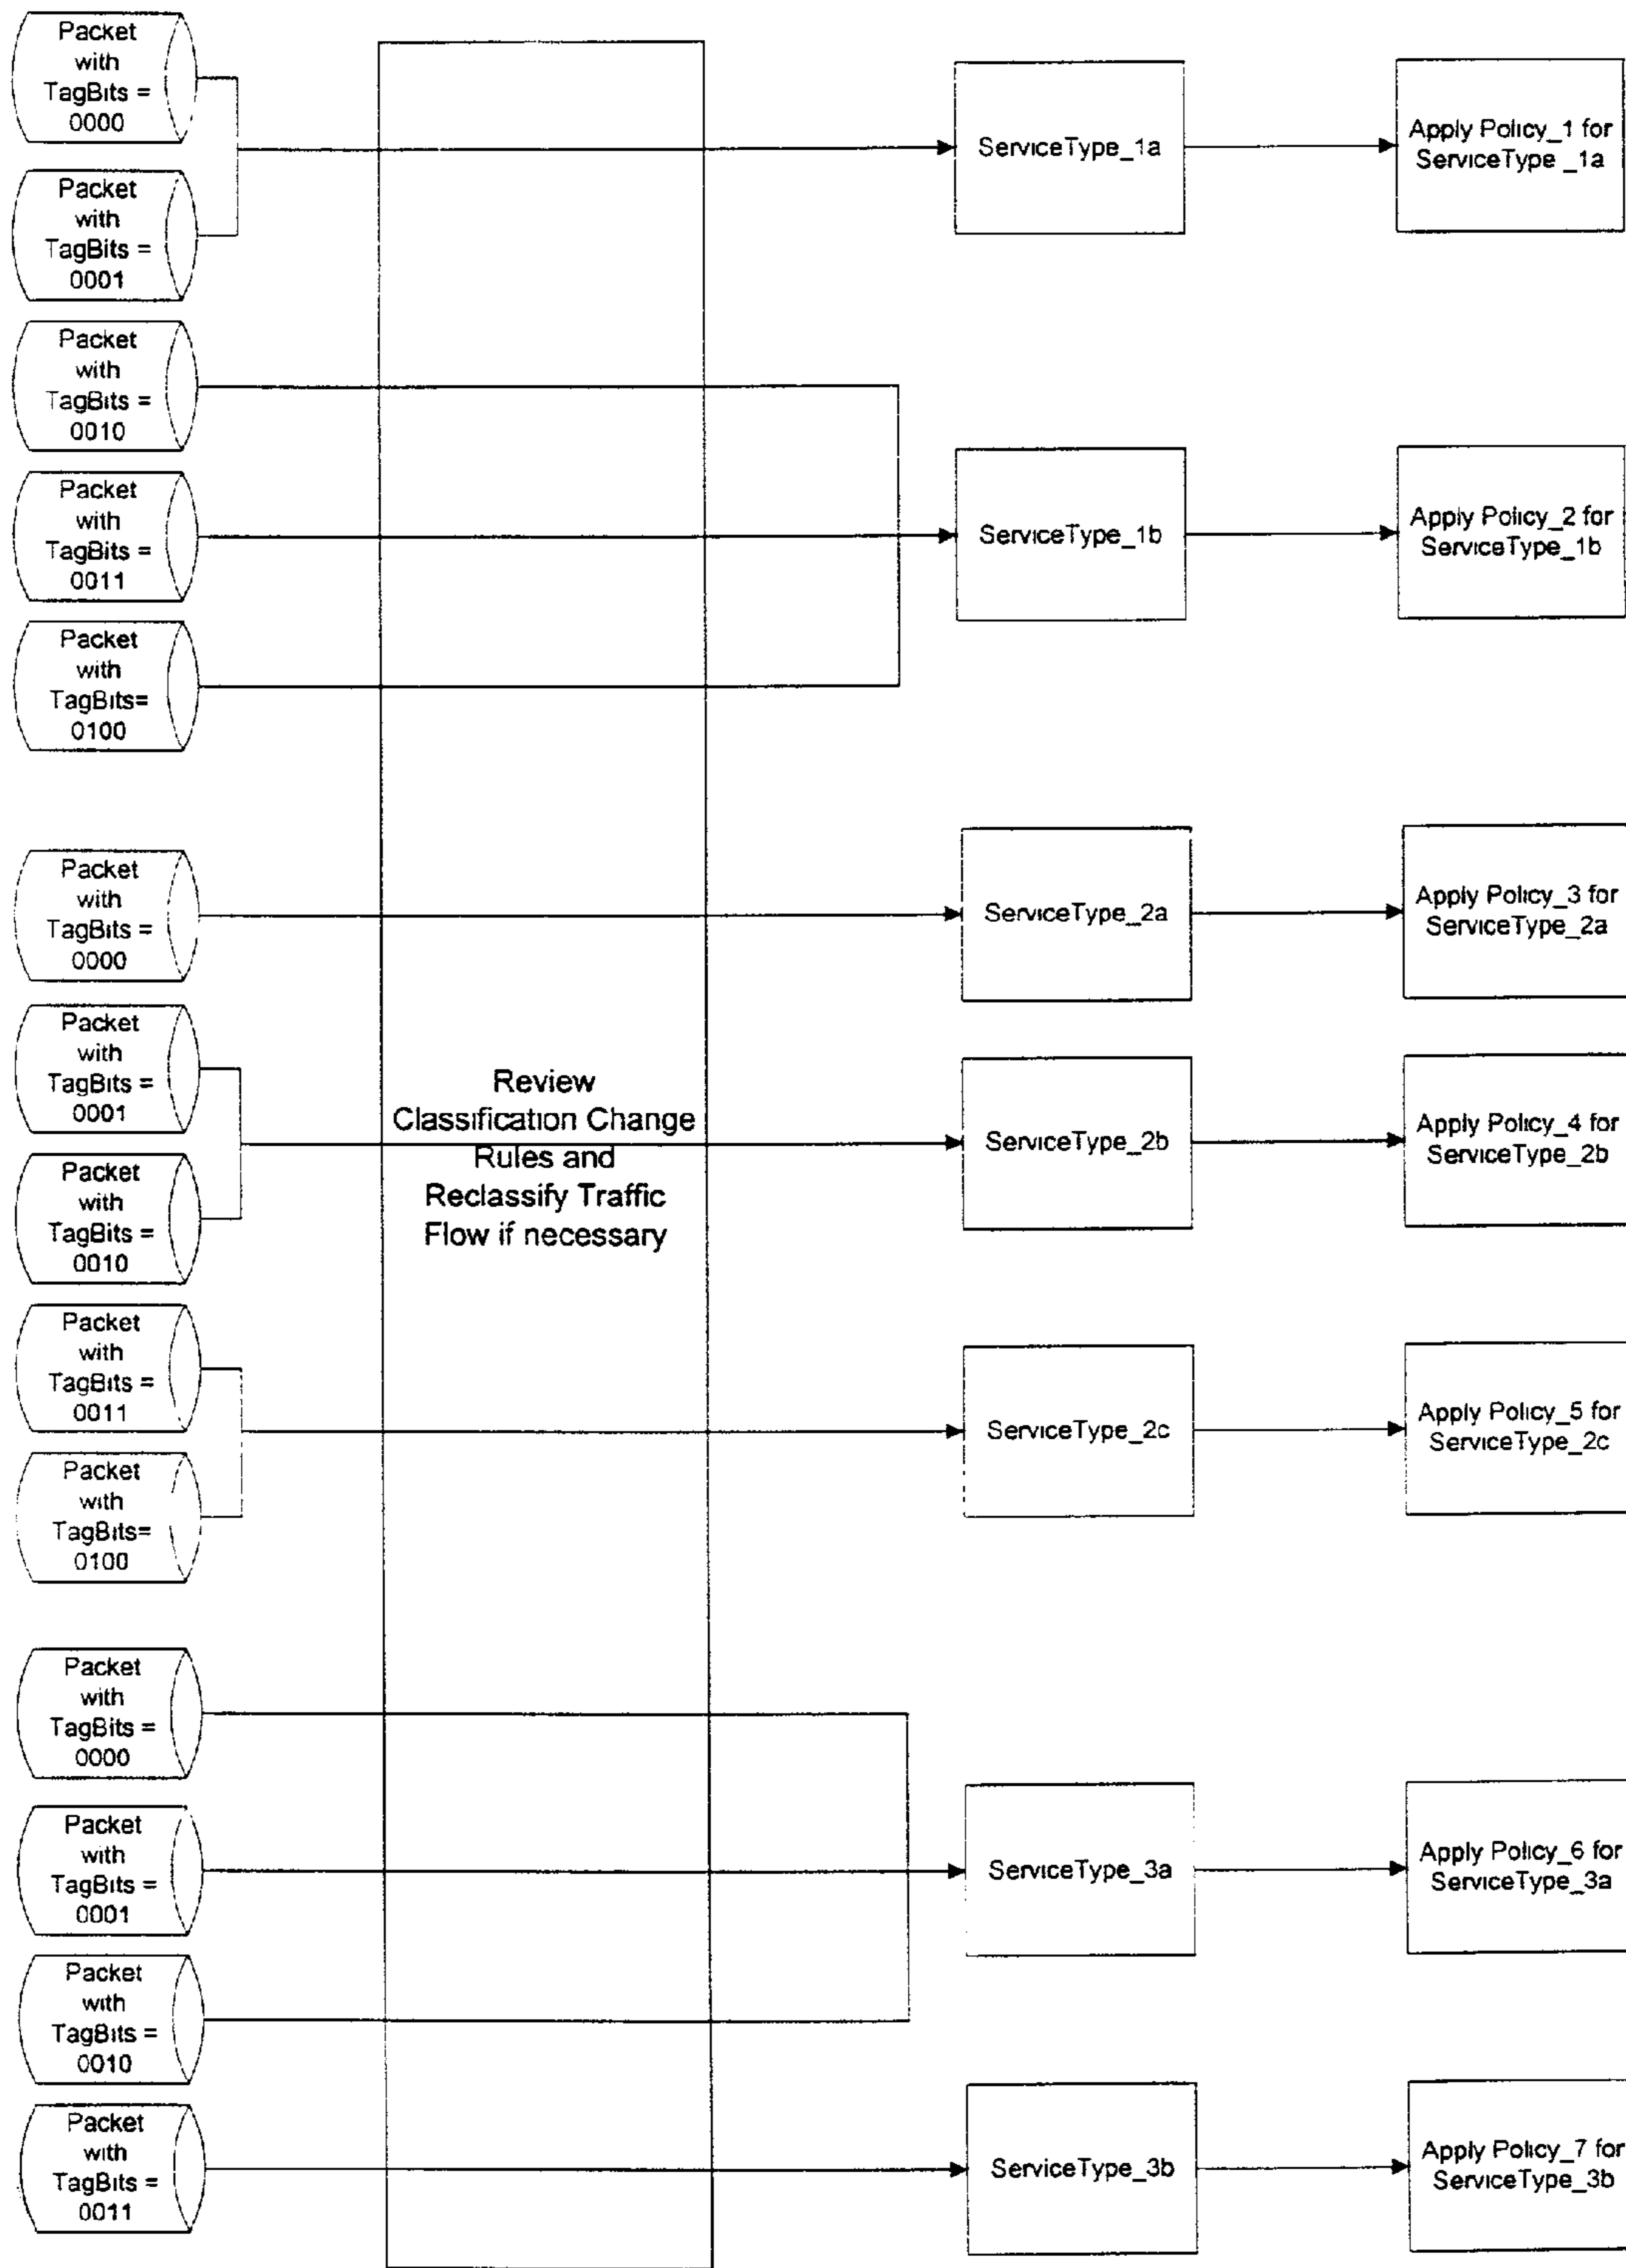 Packet
with
TagBits =
0000
Packet
with
TagBits =
0001
ServiceType_1a
Apply Policy_1 for
ServiceType _1a
Packet
with
TagBits =
0010
Packet
with
TagBits =
0011
Packet
with
TagBits=
0100
ServiceType_1b
Apply Policy_2 for
ServiceType_1b
Packet
with
TagBits =
0000
ServiceType_2a
Apply Policy_3 for
ServiceType_2a
Packet
with
TagBits =
0001
Packet
with
TagBits =
0010
Review
Classification Change
Rules and
Reclassify Traffic
Flow if necessary
ServiceType_2b
Apply Policy_4 for
ServiceType_2b
Packet
with
TagBits =
0011
Packet
with
TagBits=
0100
ServiceType_2c
Apply Policy_5 for
ServiceType_2c
Packet
with
TagBits =
0000
Packet
with
TagBits =
0001
Packet
with
TagBits =
0010
ServiceType_3a
Apply Policy_6 for
ServiceType_3a
Packet
with
TagBits =
0011
ServiceType_3b
Apply Policy_7 for
ServiceType_3b